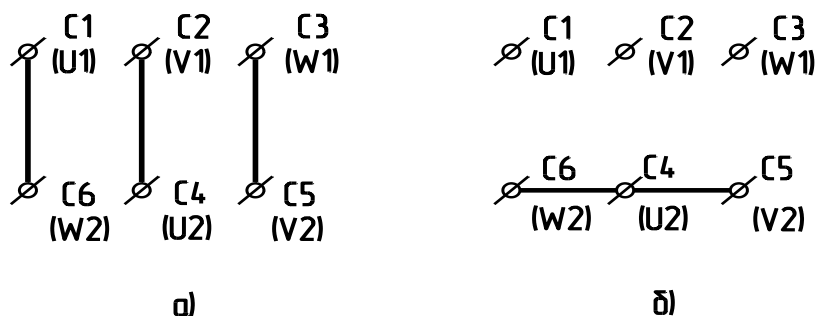 C1 C2 C3 C1 C2 C3
(U1) (V1) (W1) (U1) (V1) (W1)
C6 C4 C5 C6 C4 C5
(W2) (U2) (V2) (W2) (U2) (V2)
а) б)